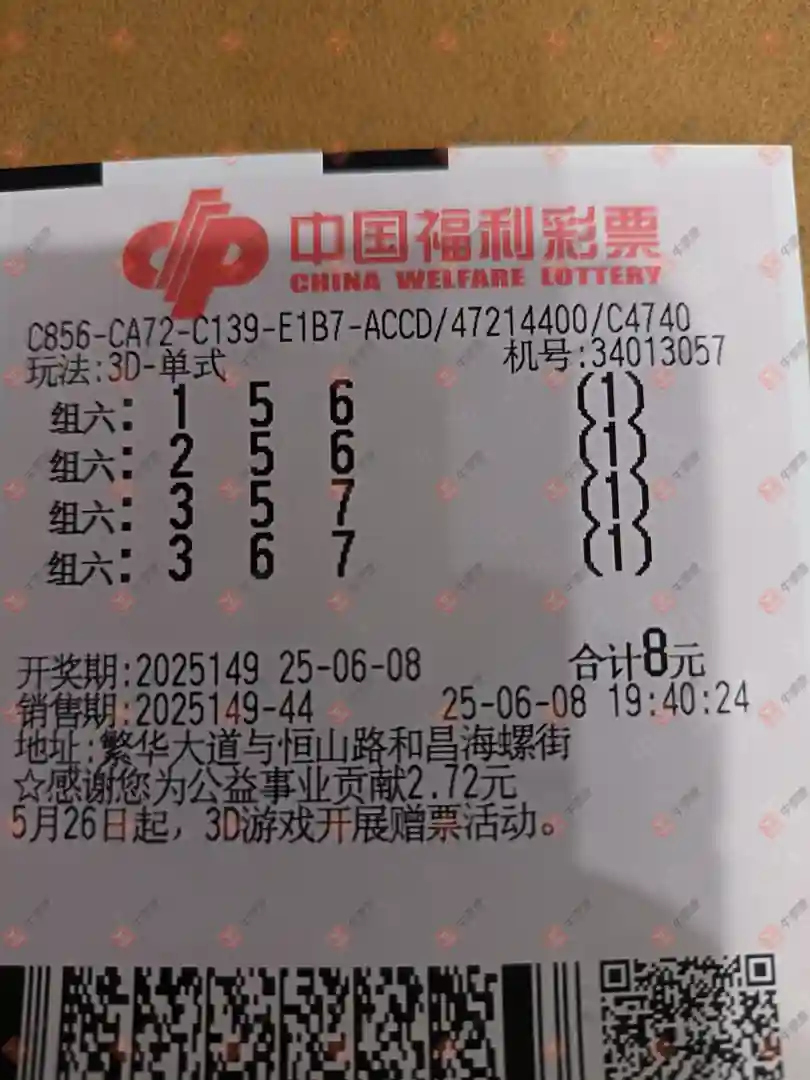 中国福利彩票
CHINA WELFARE LOTTERY
C856-CA72-C139-E1B7-ACCD/47214400/C4740
玩法:3D-单式 机号:34013057
组六: 1 5 6 (1)
组六: 2 5 6 (1)
组六: 3 5 7 (1)
组六: 3 6 7 (1)
开奖期:2025149 25-06-08 合计8元
销售期:2025149-44 25-06-08 19:40:24
地址:繁华大道与恒山路和昌海螺街
☆感谢您为公益事业贡献2.72元
5月26日起，3D游戏开展赠票活动。